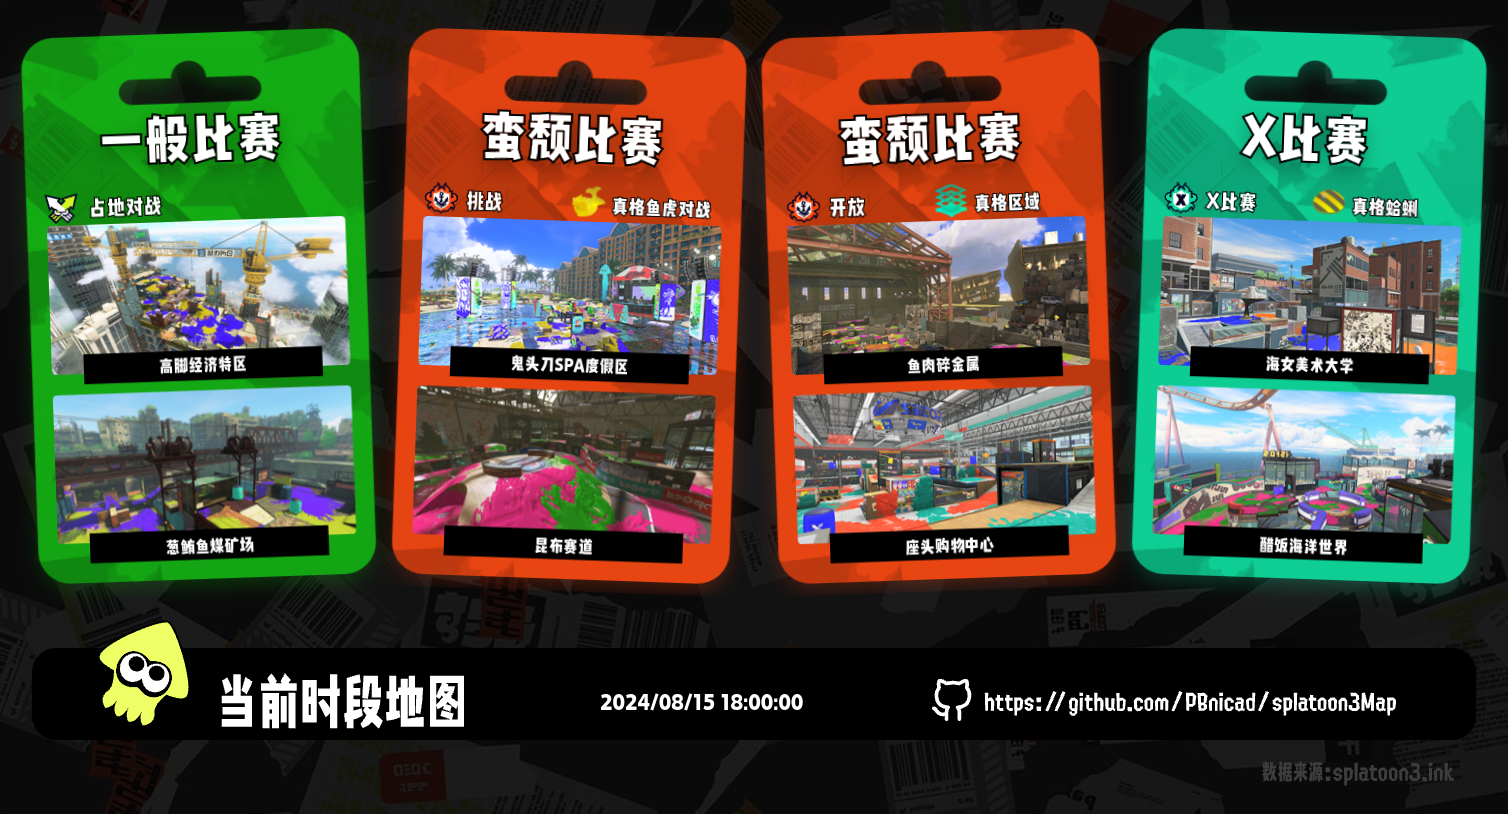 一般比赛
占地对战
高脚经济特区
葱鲔鱼煤矿场
蛮颓比赛
挑战
真格鱼虎对战
鬼头刀SPA度假区
昆布赛道
蛮颓比赛
开放
真格区域
鱼肉碎金属
座头购物中心
X比赛
X比赛
真格蛤蜊
海女美术大学
醋饭海洋世界
当前时段地图
2024/08/15 18:00:00
https://github.com/PBnicad/splatoon3Map
数据来源:splatoon3.ink